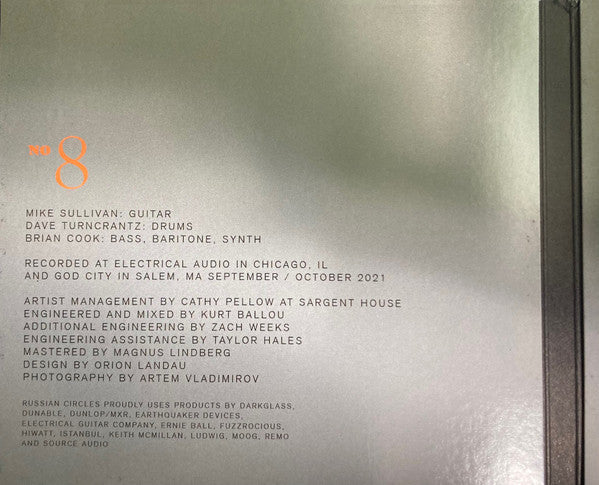 NO 8
MIKE SULLIVAN: GUITAR
DAVE TURNCRANTZ: DRUMS
BRIAN COOK: BASS, BARITONE, SYNTH
RECORDED AT ELECTRICAL AUDIO IN CHICAGO, IL
AND GOD CITY IN SALEM, MA SEPTEMBER / OCTOBER 2021
ARTIST MANAGEMENT BY CATHY PELLOW AT SARGENT HOUSE
ENGINEERED AND MIXED BY KURT BALLOU
ADDITIONAL ENGINEERING BY ZACH WEEKS
ENGINEERING ASSISTANCE BY TAYLOR HALES
MASTERED BY MAGNUS LINDBERG
DESIGN BY ORION LANDAU
PHOTOGRAPHY BY ARTEM VLADIMIROV
RUSSIAN CIRCLES PROUDLY USES PRODUCTS BY DARKGLASS,
DUNABLE, DUNLOP/MXR, EARTHQUAKER DEVICES,
ELECTRICAL GUITAR COMPANY, ERNIE BALL, FUZZROCIOUS,
HIWATT, ISTANBUL, KEITH MCMILLAN, LUDWIG, MOOG, REMO
AND SOURCE AUDIO